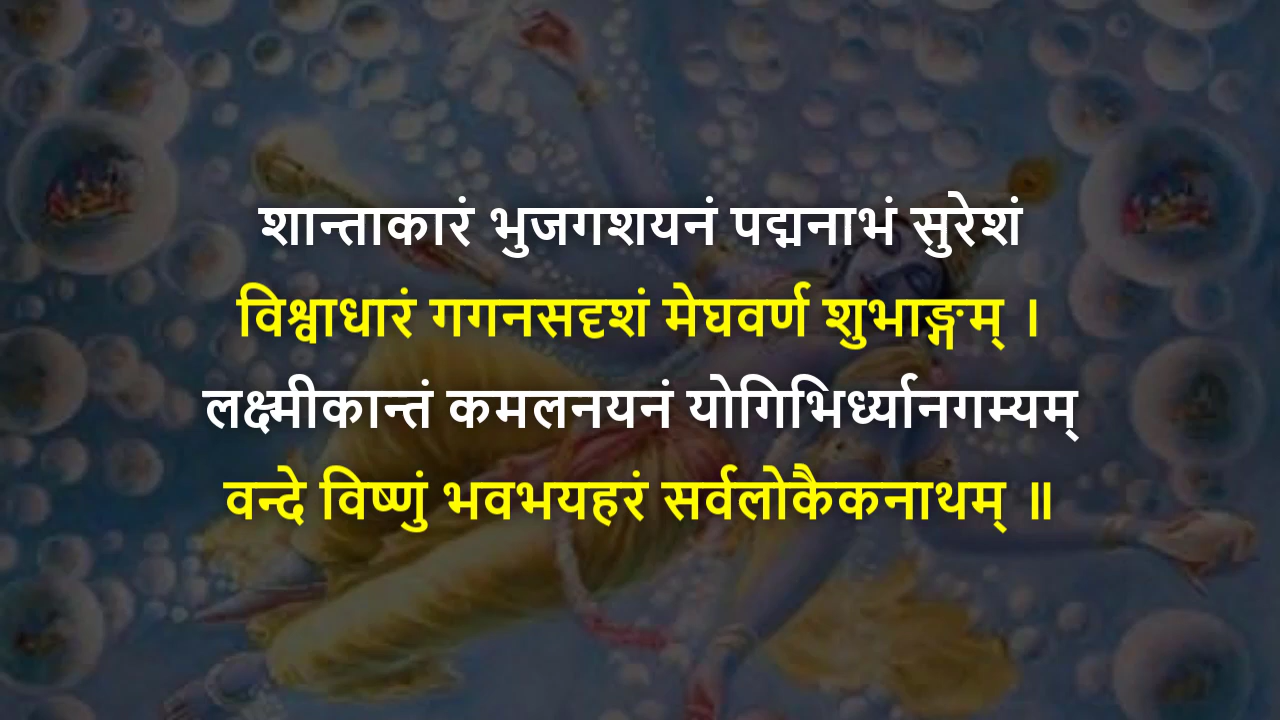 शान्ताकारं भुजगशयनं पद्मनाभं सुरेशं
विश्वाधारं गगनसदृशं मेघवर्ण शुभाङ्गम् ।
लक्ष्मीकान्तं कमलनयनं योगिभिर्ध्यानगम्यम्
वन्दे विष्णुं भवभयहरं सर्वलोकैकनाथम् ॥